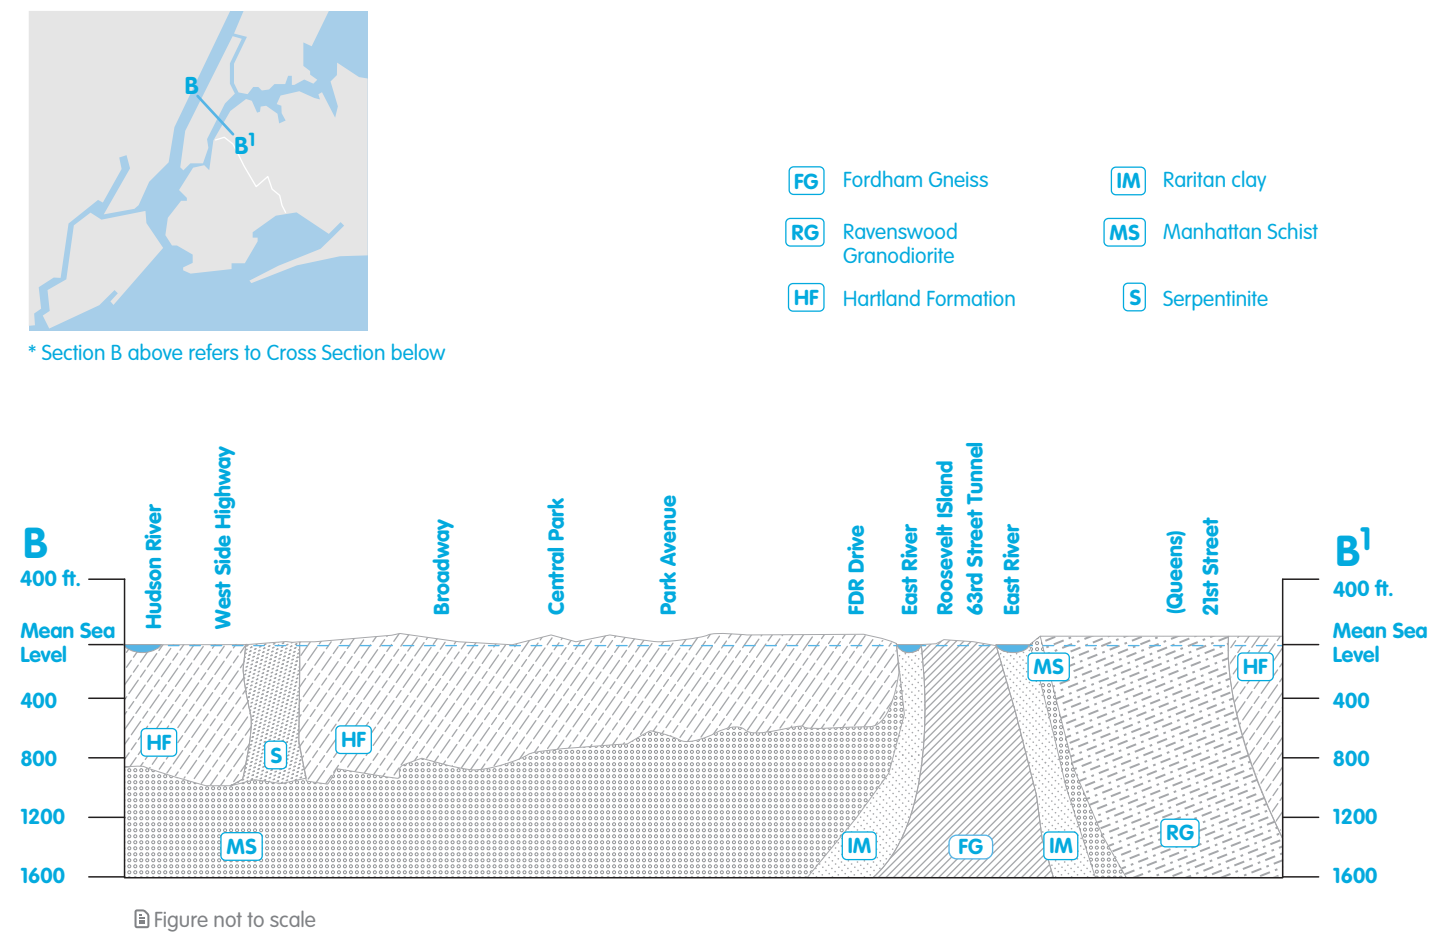 B
B1
* Section B above refers to Cross Section below
FG Fordham Gneiss
IM Raritan clay
RG Ravenswood
Granodiorite
MS Manhattan Schist
HF Hartland Formation
S Serpentinite
B
400 ft.
Mean Sea
Level
400
800
1200
1600
Hudson River
West Side Highway
Broadway
Central Park
Park Avenue
FDR Drive
East River
Roosevelt ISland
63rd Street Tunnel
East River
(Queens)
21st Street
B1
400 ft.
Mean Sea
Level
400
800
1200
1600
MS
HF
HF
HF
S
MS
IM
FG
IM
RG
Figure not to scale